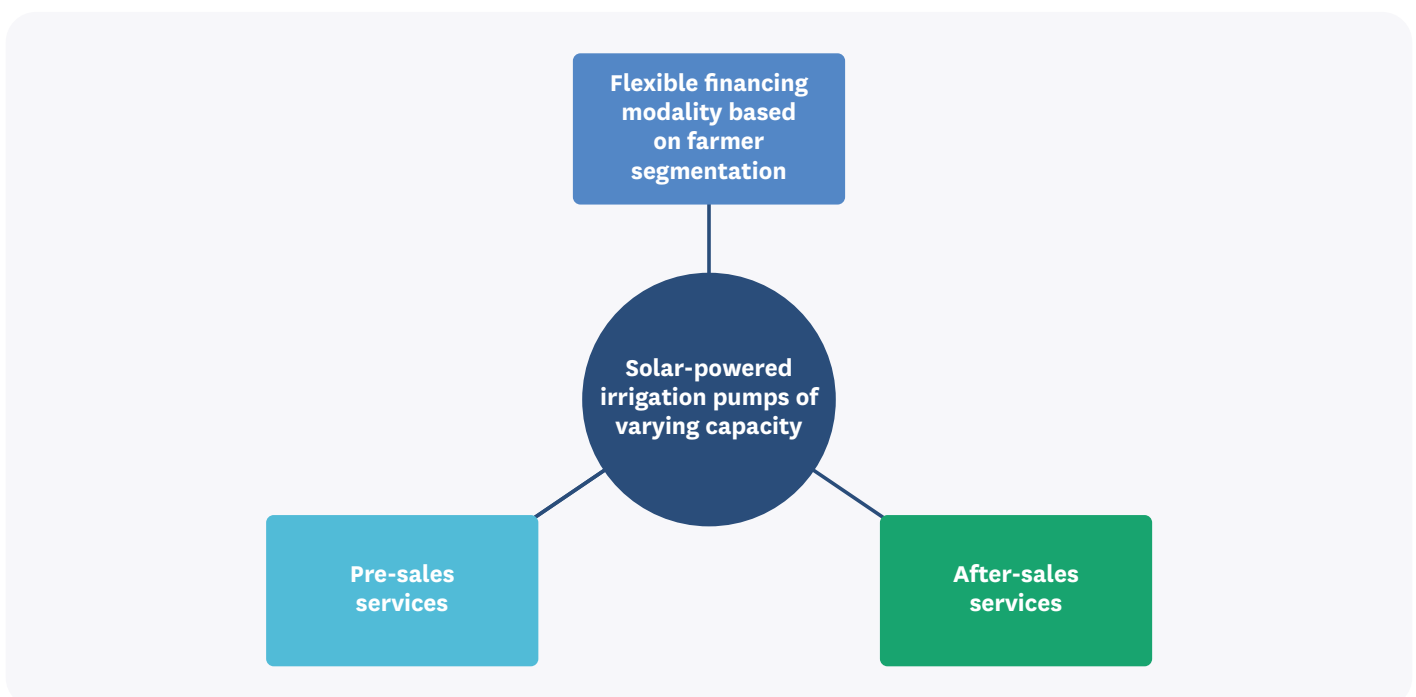 Flexible financing
modality based
on farmer
segmentation
Solar-powered
irrigation pumps of
varying capacity
Pre-sales
services
After-sales
services